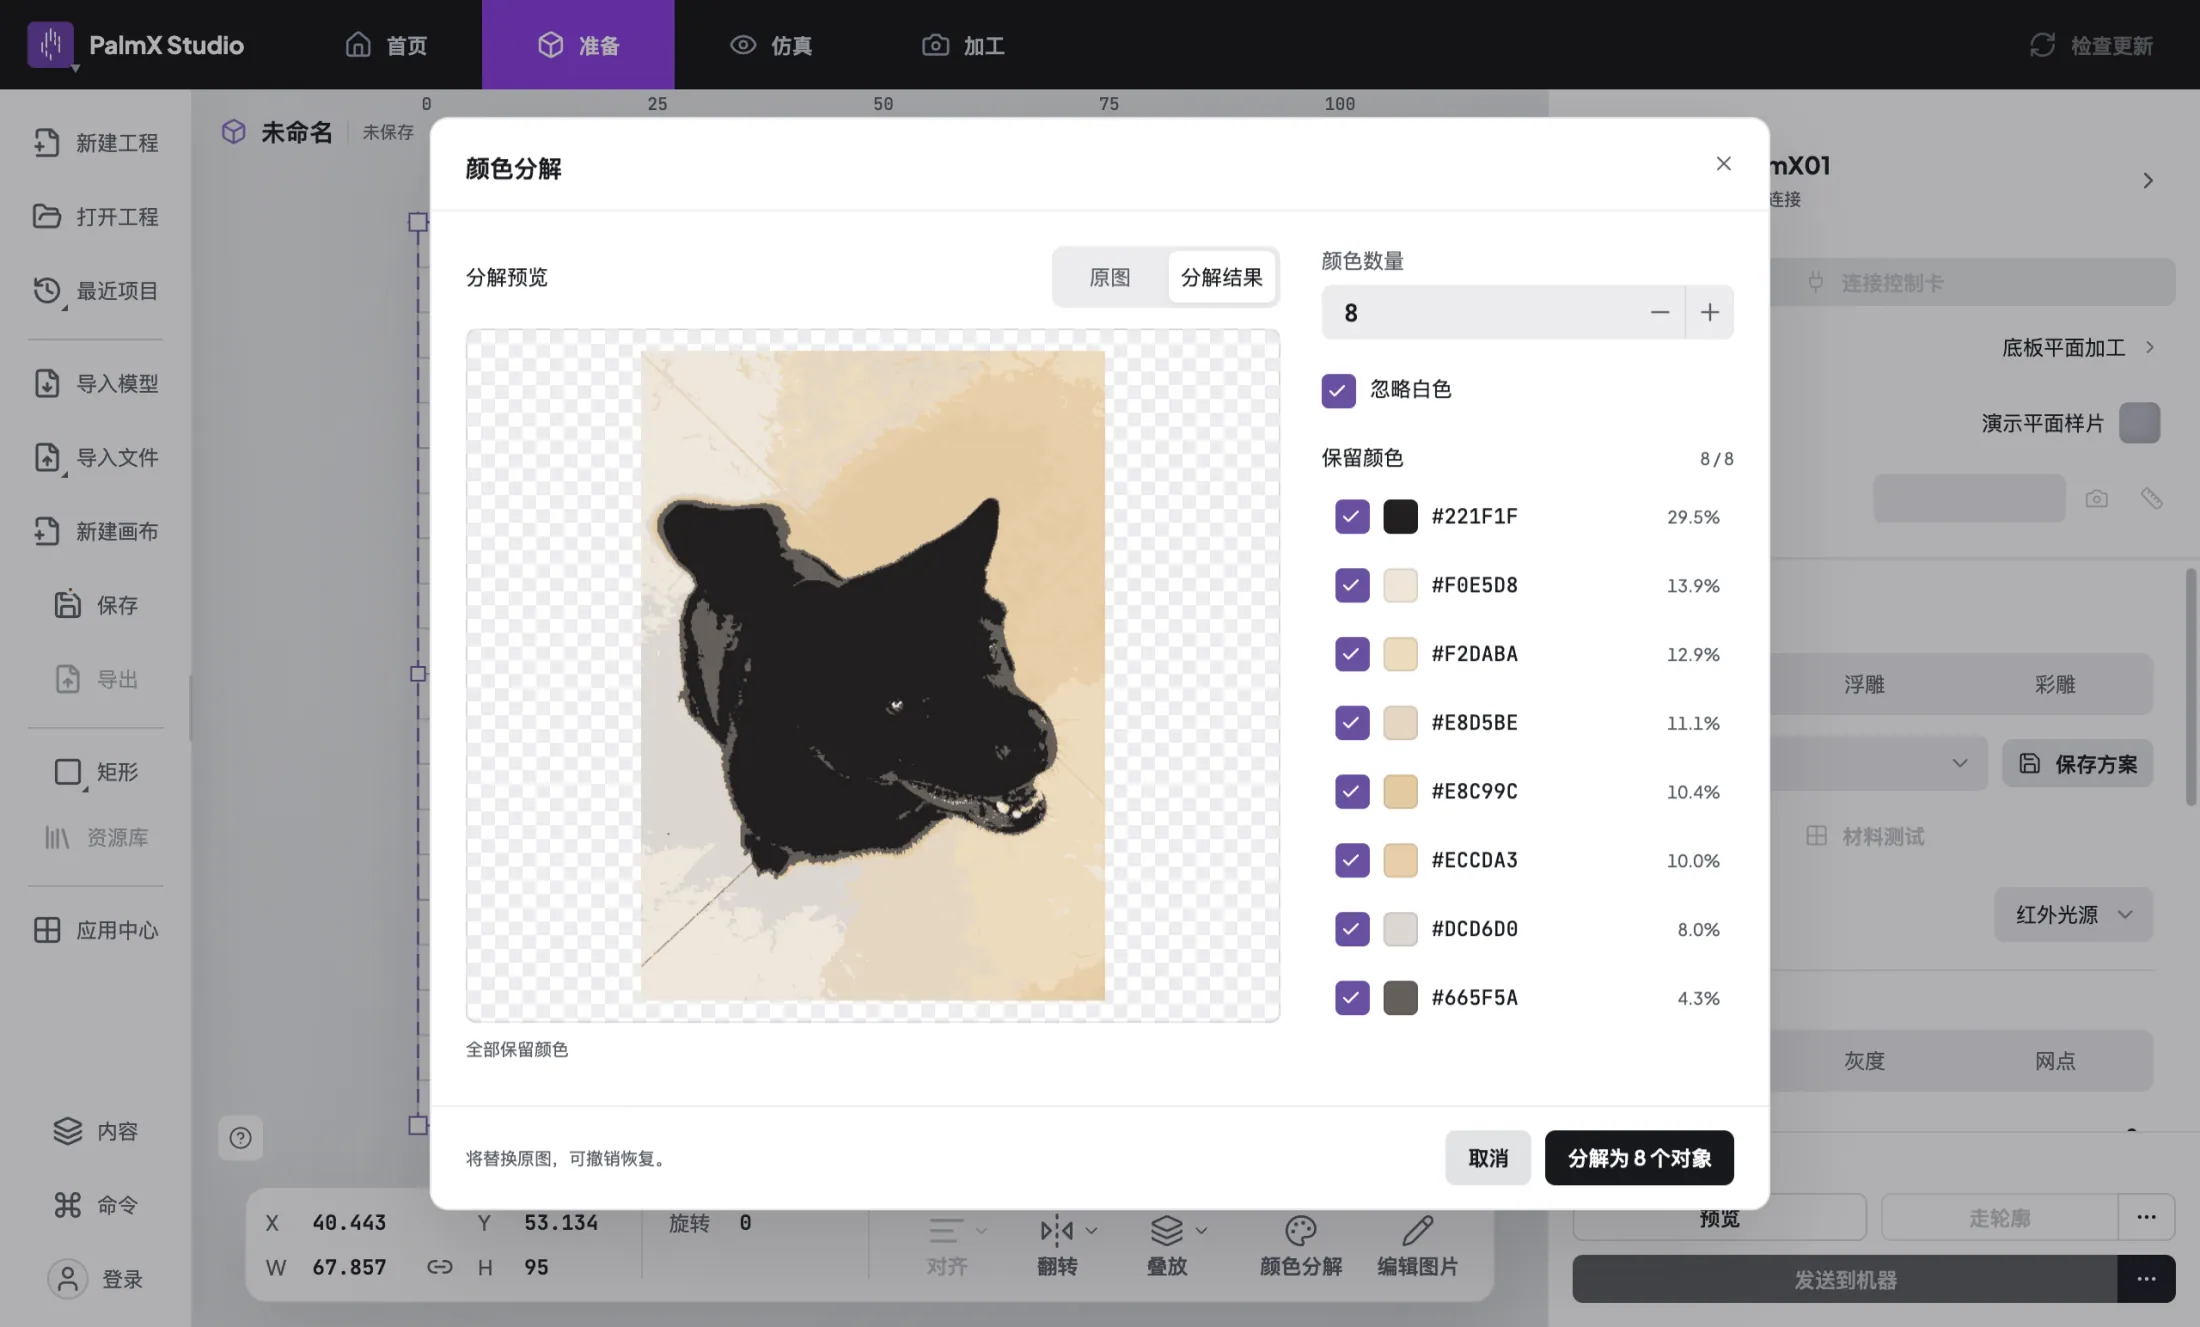 PalmX Studio
首页
准备
仿真
加工
检查更新
0 25 50 75 100
新建工程
打开工程
最近项目
导入模型
导入文件
新建画布
保存
导出
矩形
资源库
应用中心
内容
命令
登录
未命名
未保存
颜色分解
分解预览
原图
分解结果
全部保留颜色
颜色数量
8
忽略白色
保留颜色
8/8
#221F1F 29.5%
#F0E5D8 13.9%
#F2DABA 12.9%
#E8D5BE 11.1%
#E8C99C 10.4%
#ECCDA3 10.0%
#DCD6D0 8.0%
#665F5A 4.3%
将替换原图，可撤销恢复。
取消
分解为 8 个对象
mX01
连接
连接控制卡
底板平面加工
演示平面样片
浮雕
彩雕
保存方案
材料测试
红外光源
灰度
网点
预览
走轮廓
发送到机器
X 40.443 Y 53.134 旋转 0
W 67.857 H 95
对齐
翻转
叠放
颜色分解
编辑图片